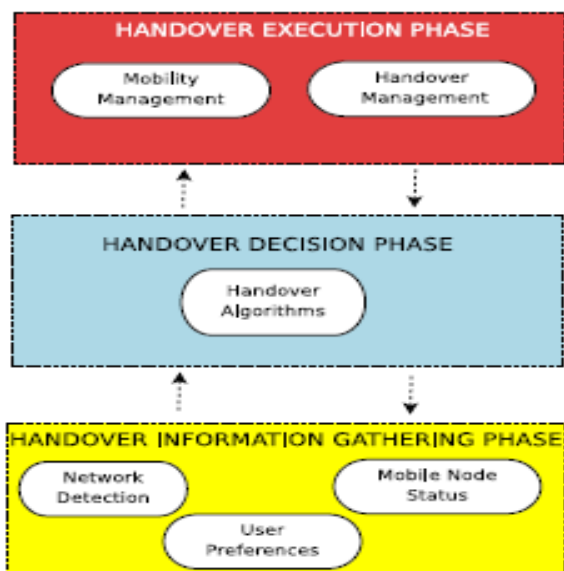 HANDOVER EXECUTION PHASE
Mobility
Management
Handover
Management
HANDOVER DECISION PHASE
Handover
Algorithms
HANDOVER INFORMATION GATHERING PHASE
Network
Detection
Mobile Node
Status
User
Preferences